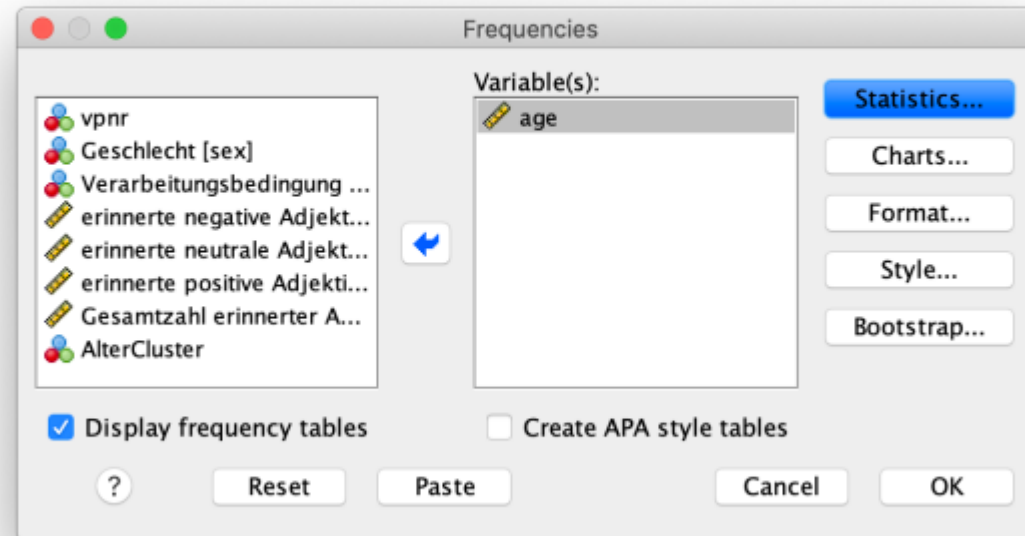 Frequencies
Variable(s):
vpnr
Geschlecht [sex]
Verarbeitungsbedingung ...
erinnerte negative Adjekt...
erinnerte neutrale Adjekt...
erinnerte positive Adjekti...
Gesamtzahl erinnerter A...
AlterCluster
age
Statistics...
Charts...
Format...
Style...
Bootstrap...
Display frequency tables
Create APA style tables
?
Reset
Paste
Cancel
OK